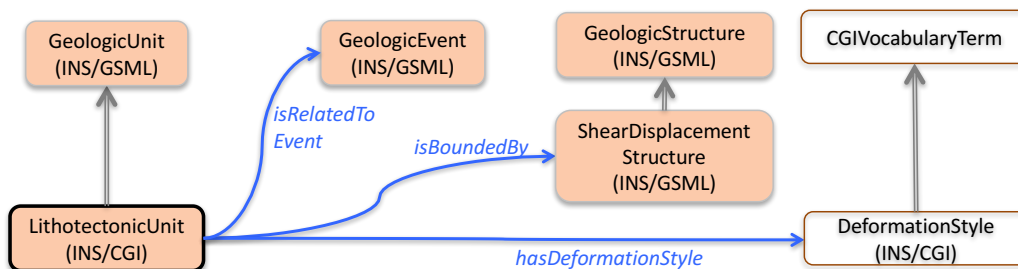 GeologicUnit
(INS/GSML)
GeologicEvent
(INS/GSML)
GeologicStructure
(INS/GSML)
CGIVocabularyTerm
isRelatedTo
Event
isBoundedBy
ShearDisplacement
Structure
(INS/GSML)
LithotectonicUnit
(INS/CGI)
hasDeformationStyle
DeformationStyle
(INS/CGI)